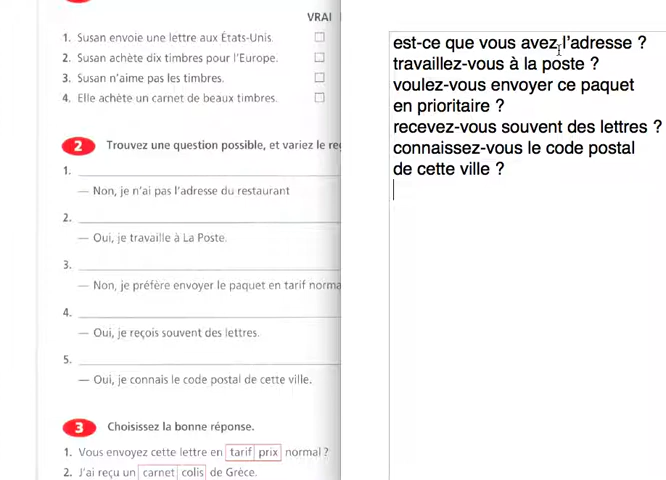 VRAI
1. Susan envoie une lettre aux États-Unis.
2. Susan achète dix timbres pour l'Europe.
3. Susan n'aime pas les timbres.
4. Elle achète un carnet de beaux timbres.
2 Trouvez une question possible, et variez le
1.
— Non, je n'ai pas l'adresse du restaurant
2.
— Oui, je travaille à La Poste.
3.
— Non, je préfère envoyer le paquet en tarif
4.
— Oui, je reçois souvent des lettres.
5.
— Oui, je connais le code postal de cette ville.
3 Choisissez la bonne réponse.
1. Vous envoyez cette lettre en tarif prix normal ?
2. J'ai reçu un carnet colis de Grèce.
est-ce que vous avez l'adresse ?
travaillez-vous à la poste ?
voulez-vous envoyer ce paquet
en prioritaire ?
recevez-vous souvent des lettres ?
connaissez-vous le code postal
de cette ville ?